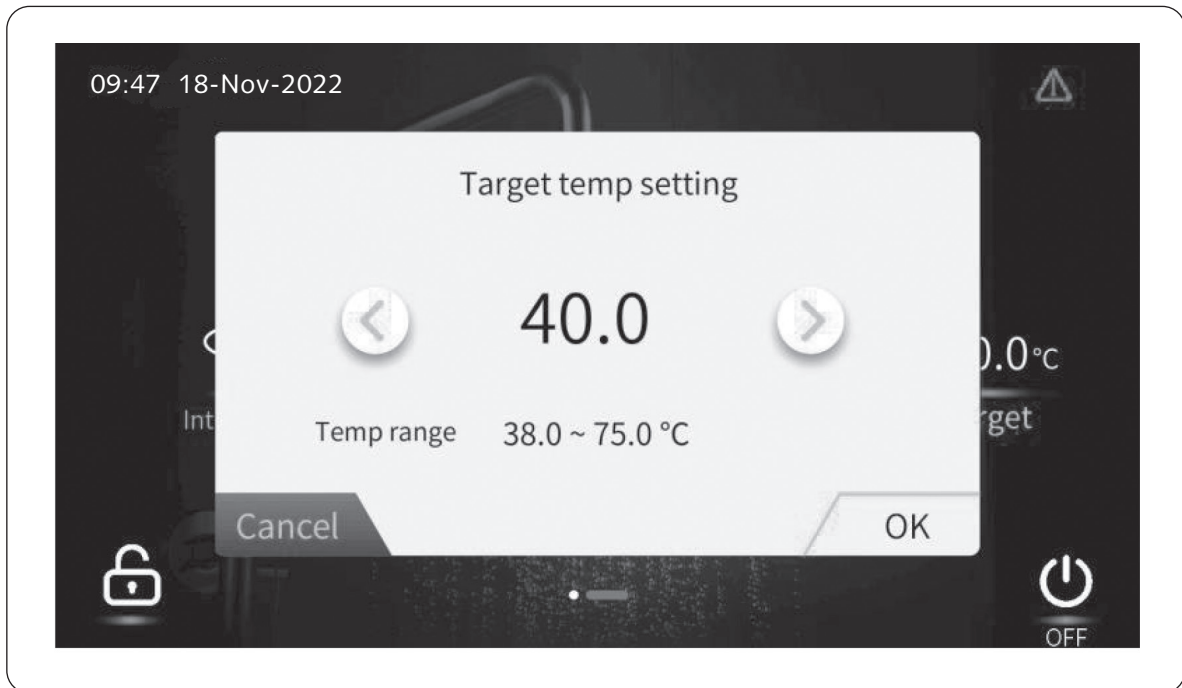 09:47 18-Nov-2022
Target temp setting
40.0
.0°C
Temp range 38.0 ~ 75.0 °C
Cancel
OK
OFF